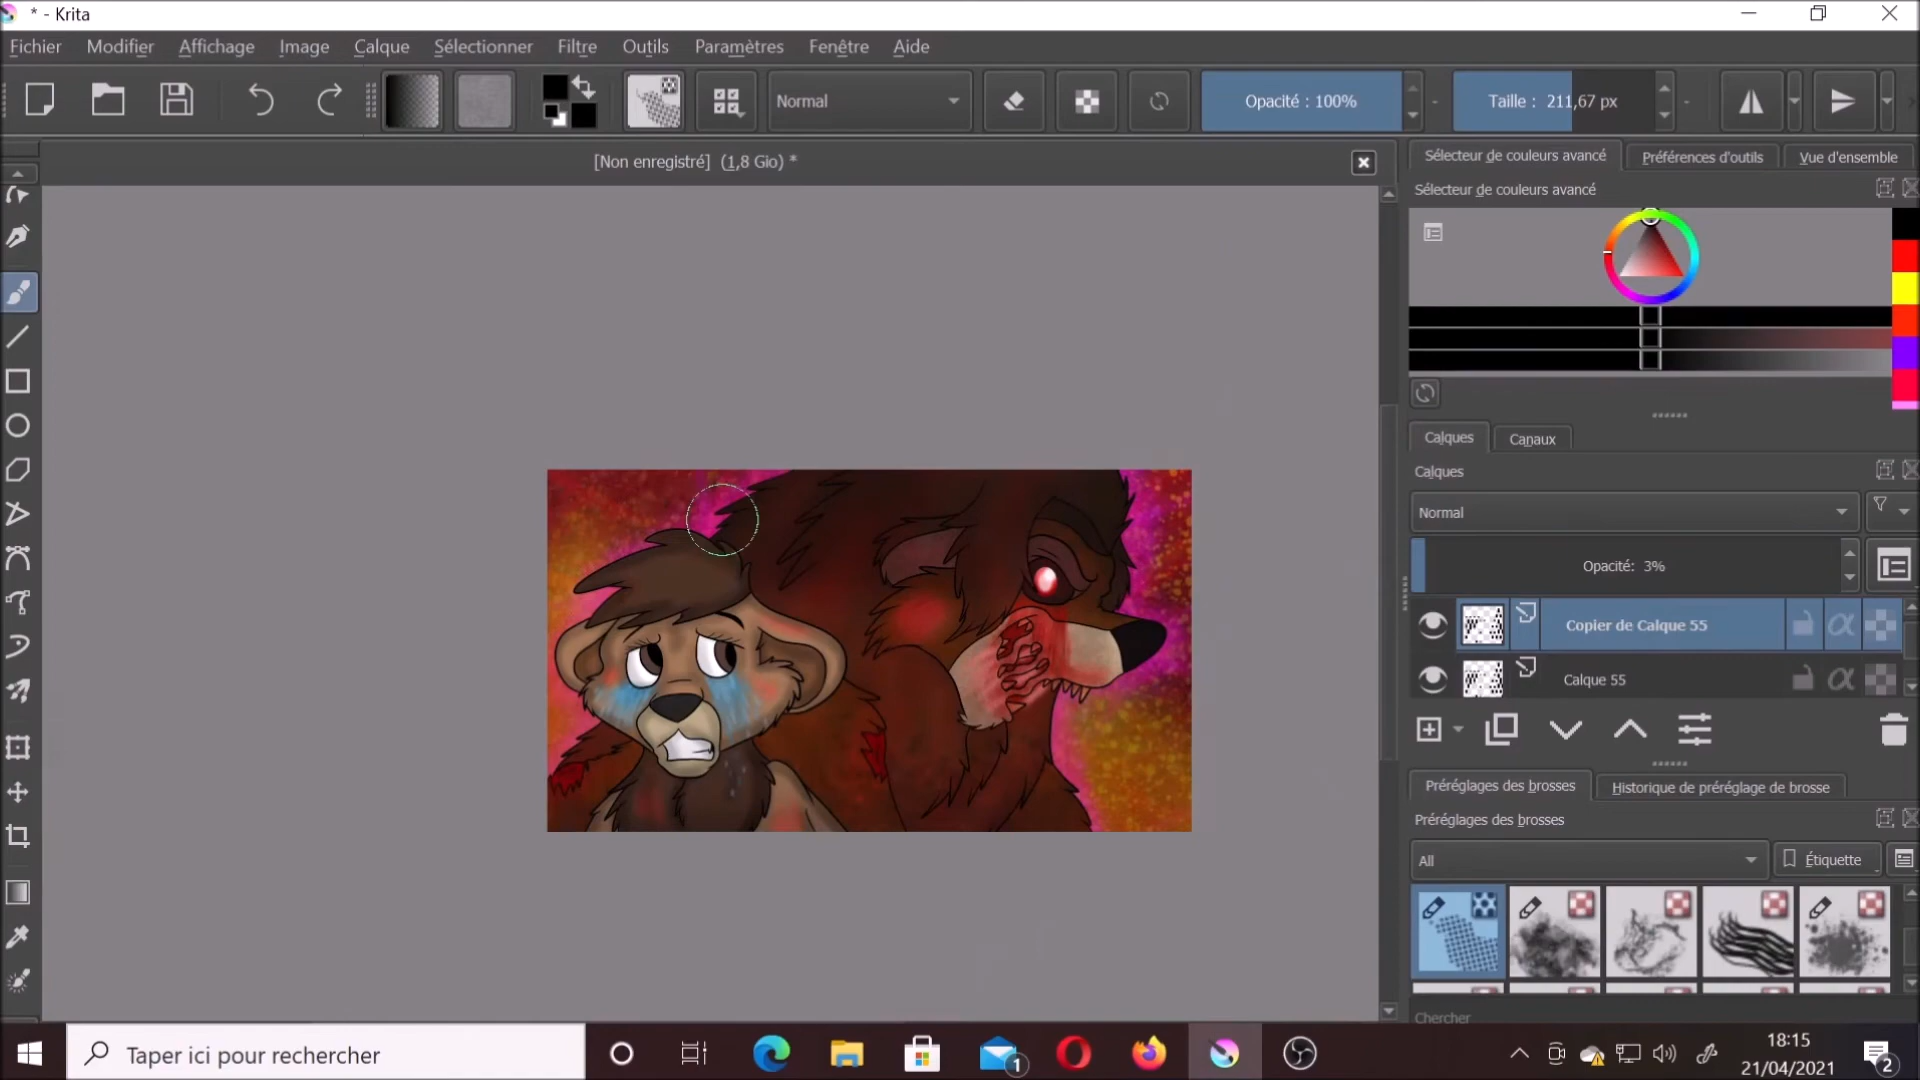 * - Krita
Fichier Modifier Affichage Image Calque Sélectionner Filtre Outils Paramètres Fenêtre Aide
Normal Opacité : 100% Taille : 211,67 px
[Non enregistré] (1,8 Gio) *
Sélecteur de couleurs avancé Préférences d'outils Vue d'ensemble
Sélecteur de couleurs avancé
Calques Canaux
Calques
Normal
Opacité: 3%
Copier de Calque 55
Calque 55
Préréglages des brosses Historique de préréglage de brosse
Préréglages des brosses
All Étiquette
Chercher
Taper ici pour rechercher
1
18:15
21/04/2021
2